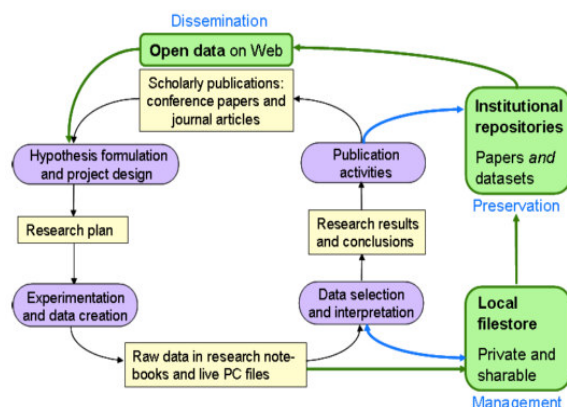 Dissemination
Open data on Web
Scholarly publications:
conference papers and
journal articles
Institutional
repositories
Papers and
datasets
Preservation
Hypothesis formulation
and project design
Publication
activities
Research plan
Research results
and conclusions
Experimentation
and data creation
Data selection
and interpretation
Local
filestore
Private and
sharable
Management
Raw data in research note-
books and live PC files